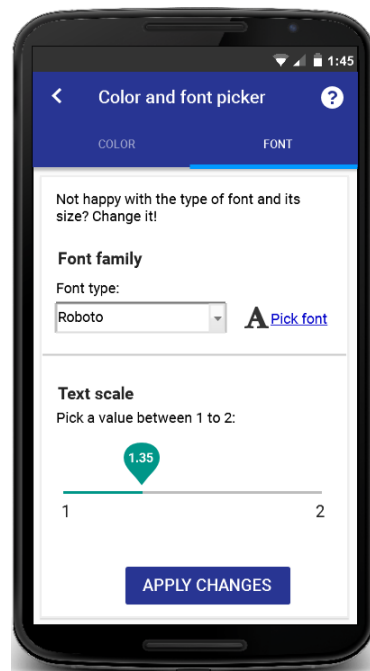 1:45
Color and font picker ?
COLOR FONT
Not happy with the type of font and its
size? Change it!
Font family
Font type:
Roboto A Pick font
Text scale
Pick a value between 1 to 2:
1.35
1 2
APPLY CHANGES